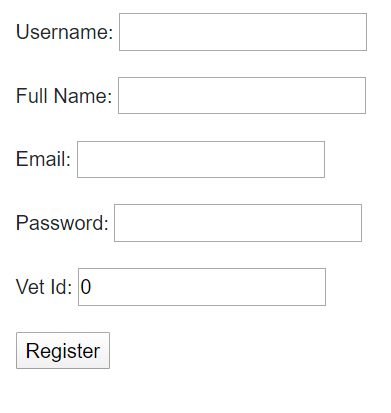 Username:
Full Name:
Email:
Password:
Vet Id: 0
Register